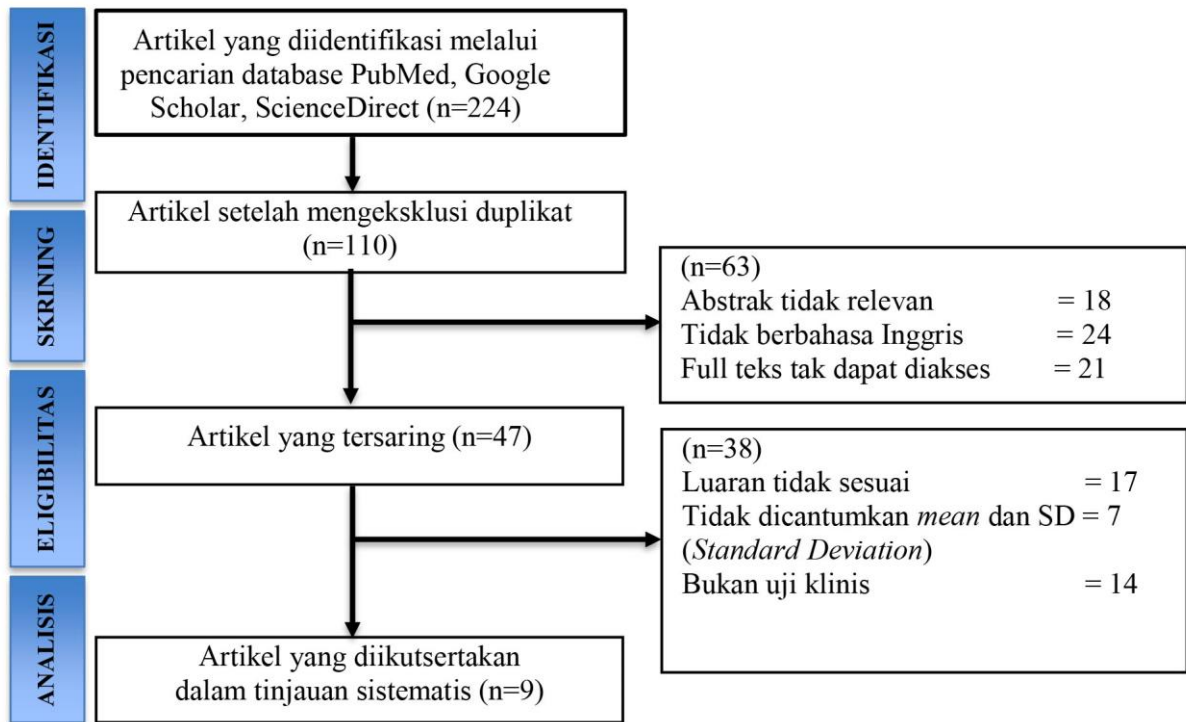 IDENTIFIKASI
Artikel yang diidentifikasi melalui
pencarian database PubMed, Google
Scholar, ScienceDirect (n=224)
SKRINING
Artikel setelah mengeksklusi duplikat
(n=110)
(n=63)
Abstrak tidak relevan = 18
Tidak berbahasa Inggris = 24
Full teks tak dapat diakses = 21
ELIGIBILITAS
Artikel yang tersaring (n=47)
(n=38)
Luaran tidak sesuai = 17
Tidak dicantumkan mean dan SD = 7
(Standard Deviation)
Bukan uji klinis = 14
ANALISIS
Artikel yang diikutsertakan
dalam tinjauan sistematis (n=9)